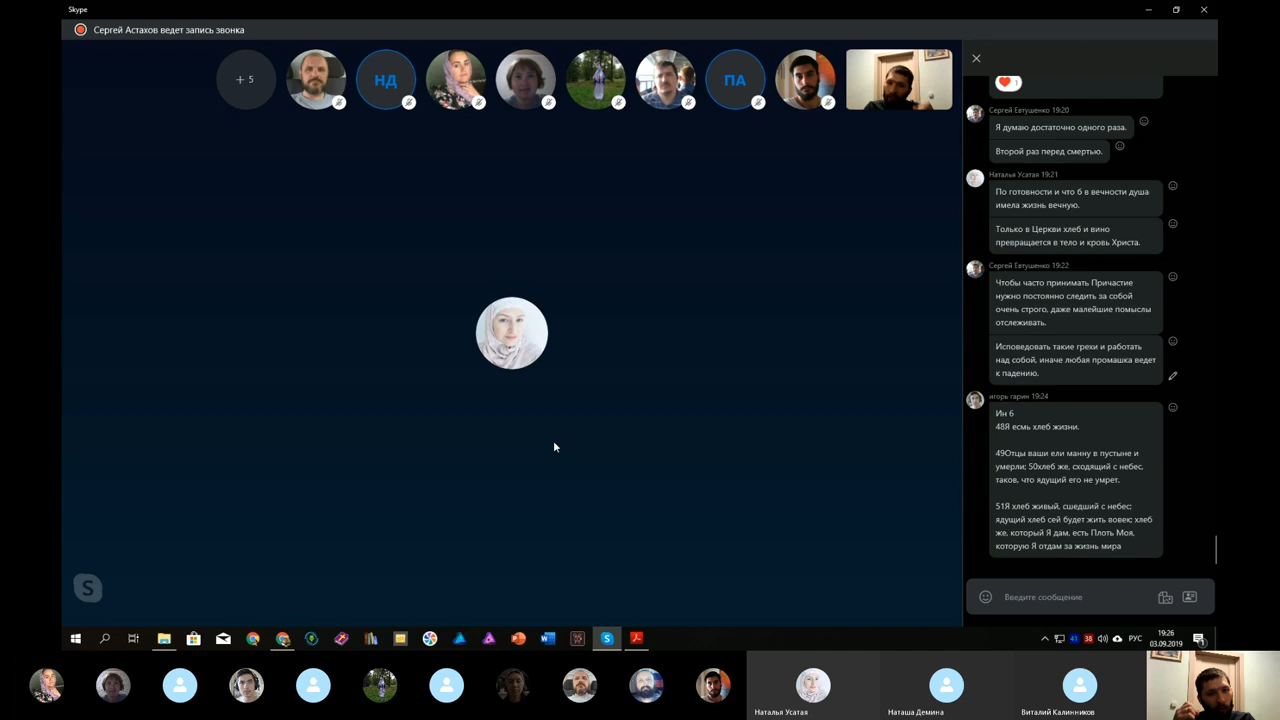 Skype
Сергей Астахов ведет запись звонка
+ 5
НД
ПА
1
Сергей Евтушенко 19:20
Я думаю достаточно одного раза.
Второй раз перед смертью.
Наталья Усатая 19:21
По готовности и что б в вечности душа
имела жизнь вечную.
Только в Церкви хлеб и вино
превращается в тело и кровь Христа.
Сергей Евтушенко 19:22
Чтобы часто принимать Причастие
нужно постоянно следить за собой
очень строго, даже малейшие помыслы
отслеживать.
Исповедовать такие грехи и работать
над собой, иначе любая промашка ведет
к падению.
игорь гарин 19:24
Ин 6
48Я есмь хлеб жизни.
49Отцы ваши ели манну в пустыне и
умерли; 50хлеб же, сходящий с небес,
таков, что ядущий его не умрет.
51Я хлеб живый, сшедший с небес;
ядущий хлеб сей будет жить вовек; хлеб
же, который Я дам, есть Плоть Моя,
которую Я отдам за жизнь мира
Введите сообщение
S
41
38
РУС
19:26
03.09.2019
Наталья Усатая
Наташа Демина
Виталий Калинников